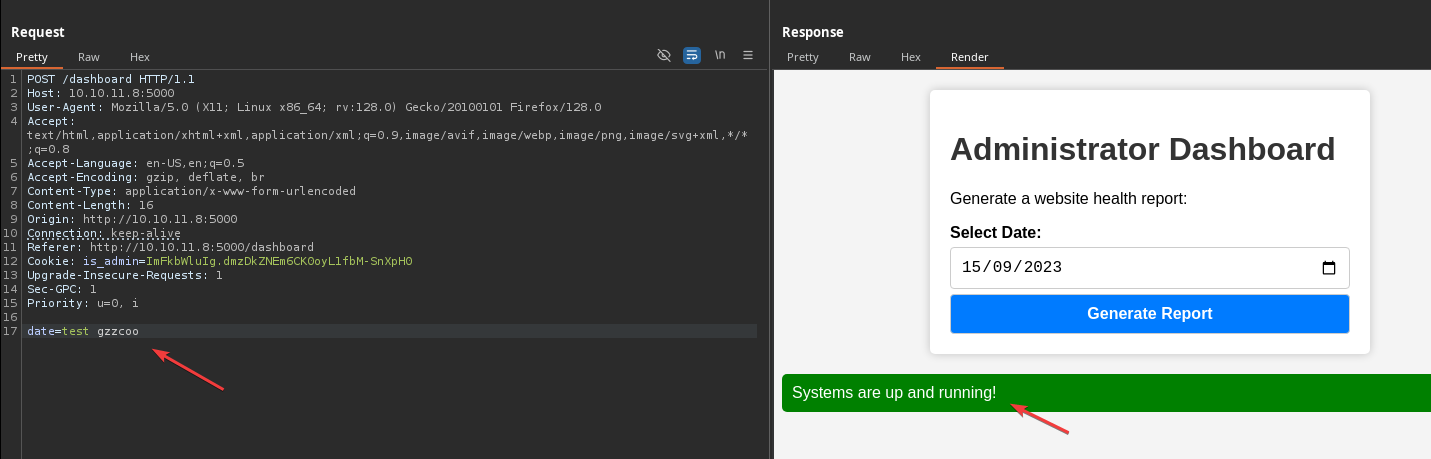 Request
Pretty Raw Hex
\n
1 POST /dashboard HTTP/1.1
2 Host: 10.10.11.8:5000
3 User-Agent: Mozilla/5.0 (X11; Linux x86_64; rv:128.0) Gecko/20100101 Firefox/128.0
4 Accept:
text/html,application/xhtml+xml,application/xml;q=0.9,image/avif,image/webp,image/png,image/svg+xml,*/*
;q=0.8
5 Accept-Language: en-US,en;q=0.5
6 Accept-Encoding: gzip, deflate, br
7 Content-Type: application/x-www-form-urlencoded
8 Content-Length: 16
9 Origin: http://10.10.11.8:5000
10 Connection: keep-alive
11 Referer: http://10.10.11.8:5000/dashboard
12 Cookie: is_admin=ImFkbWluIg.dmzDkZNEm6CK0oyL1fbM-SnXpH0
13 Upgrade-Insecure-Requests: 1
14 Sec-GPC: 1
15 Priority: u=0, i
16
17 date=test gzzcoo
Response
Pretty Raw Hex Render
Administrator Dashboard
Generate a website health report:
Select Date:
15/09/2023
Generate Report
Systems are up and running!